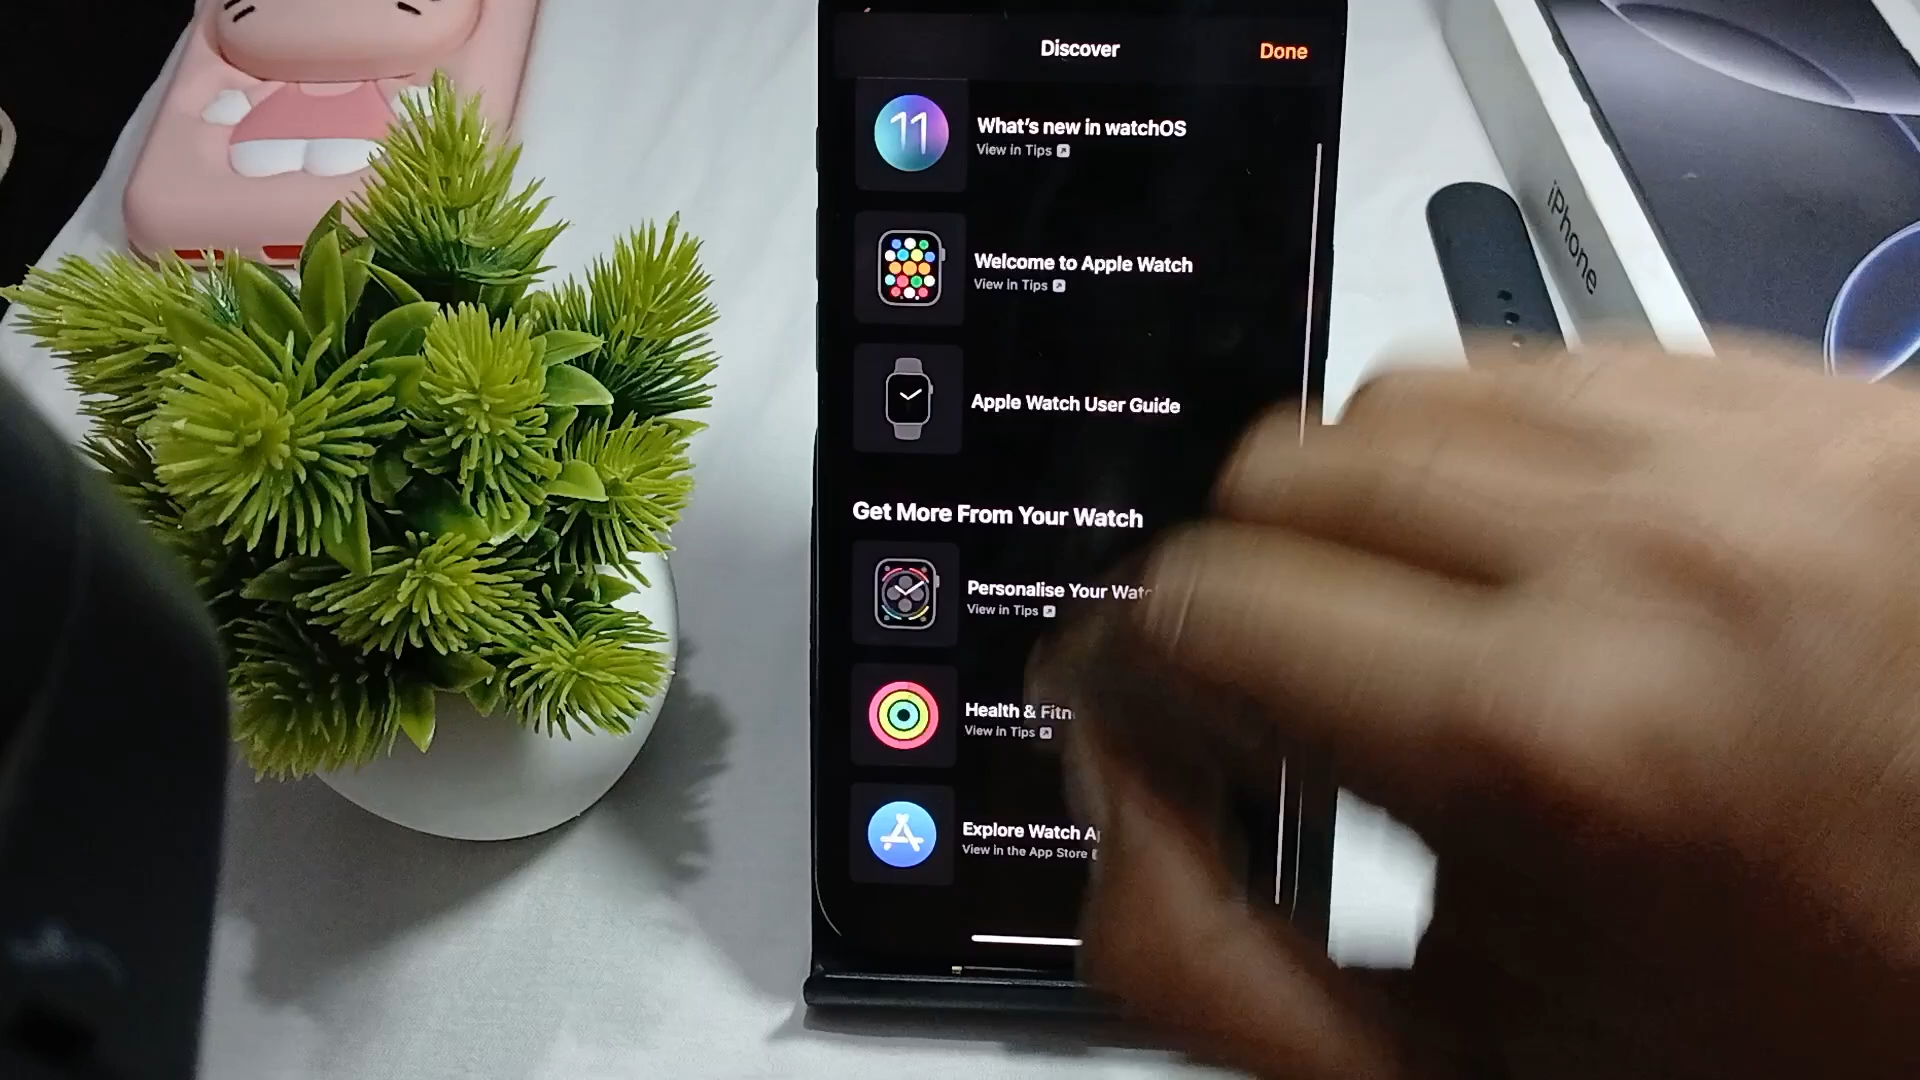 Discover
Done
11
What's new in watchOS
View in Tips
Welcome to Apple Watch
View in Tips
Apple Watch User Guide
Get More From Your Watch
Personalise Your
View in Tips
Health &
View in Tips
Explore Watch
View in the App Store
iPhone